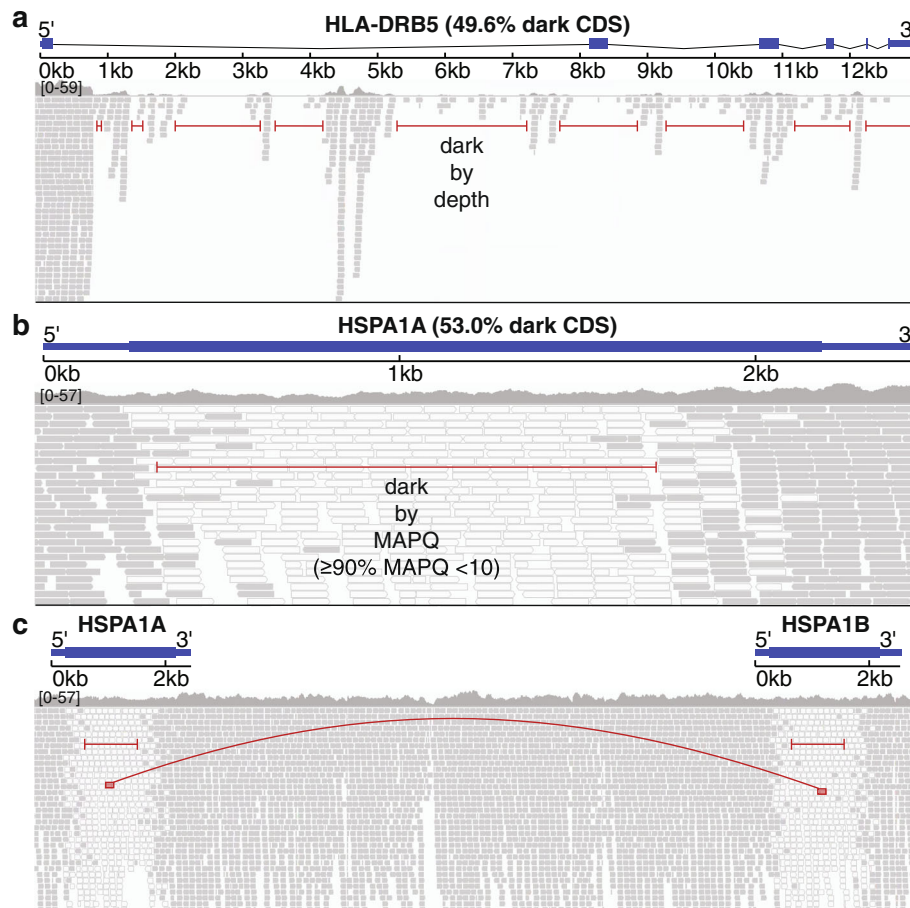 a
HLA-DRB5 (49.6% dark CDS)
5' 3'
0kb 1kb 2kb 3kb 4kb 5kb 6kb 7kb 8kb 9kb 10kb 11kb 12kb
[0-59]
dark
by
depth
b
HSPA1A (53.0% dark CDS)
5' 3'
0kb 1kb 2kb
[0-57]
dark
by
MAPQ
(≥90% MAPQ <10)
c
HSPA1A HSPA1B
5' 3' 5' 3'
0kb 2kb 0kb 2kb
[0-57]